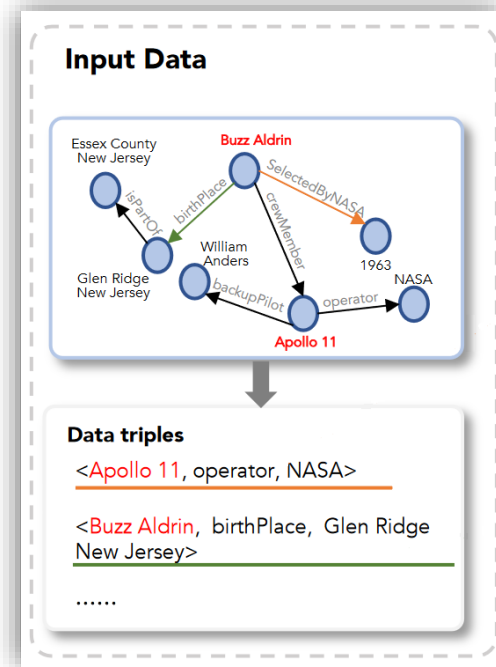 Input Data
Essex County
New Jersey
Buzz Aldrin
SelectedByNASA
isPartOf
birthPlace
crewMember
William
Anders
1963
Glen Ridge
New Jersey
NASA
backupPilot
operator
Apollo 11
Data triples
<Apollo 11, operator, NASA>
<Buzz Aldrin, birthPlace, Glen Ridge
New Jersey>
......